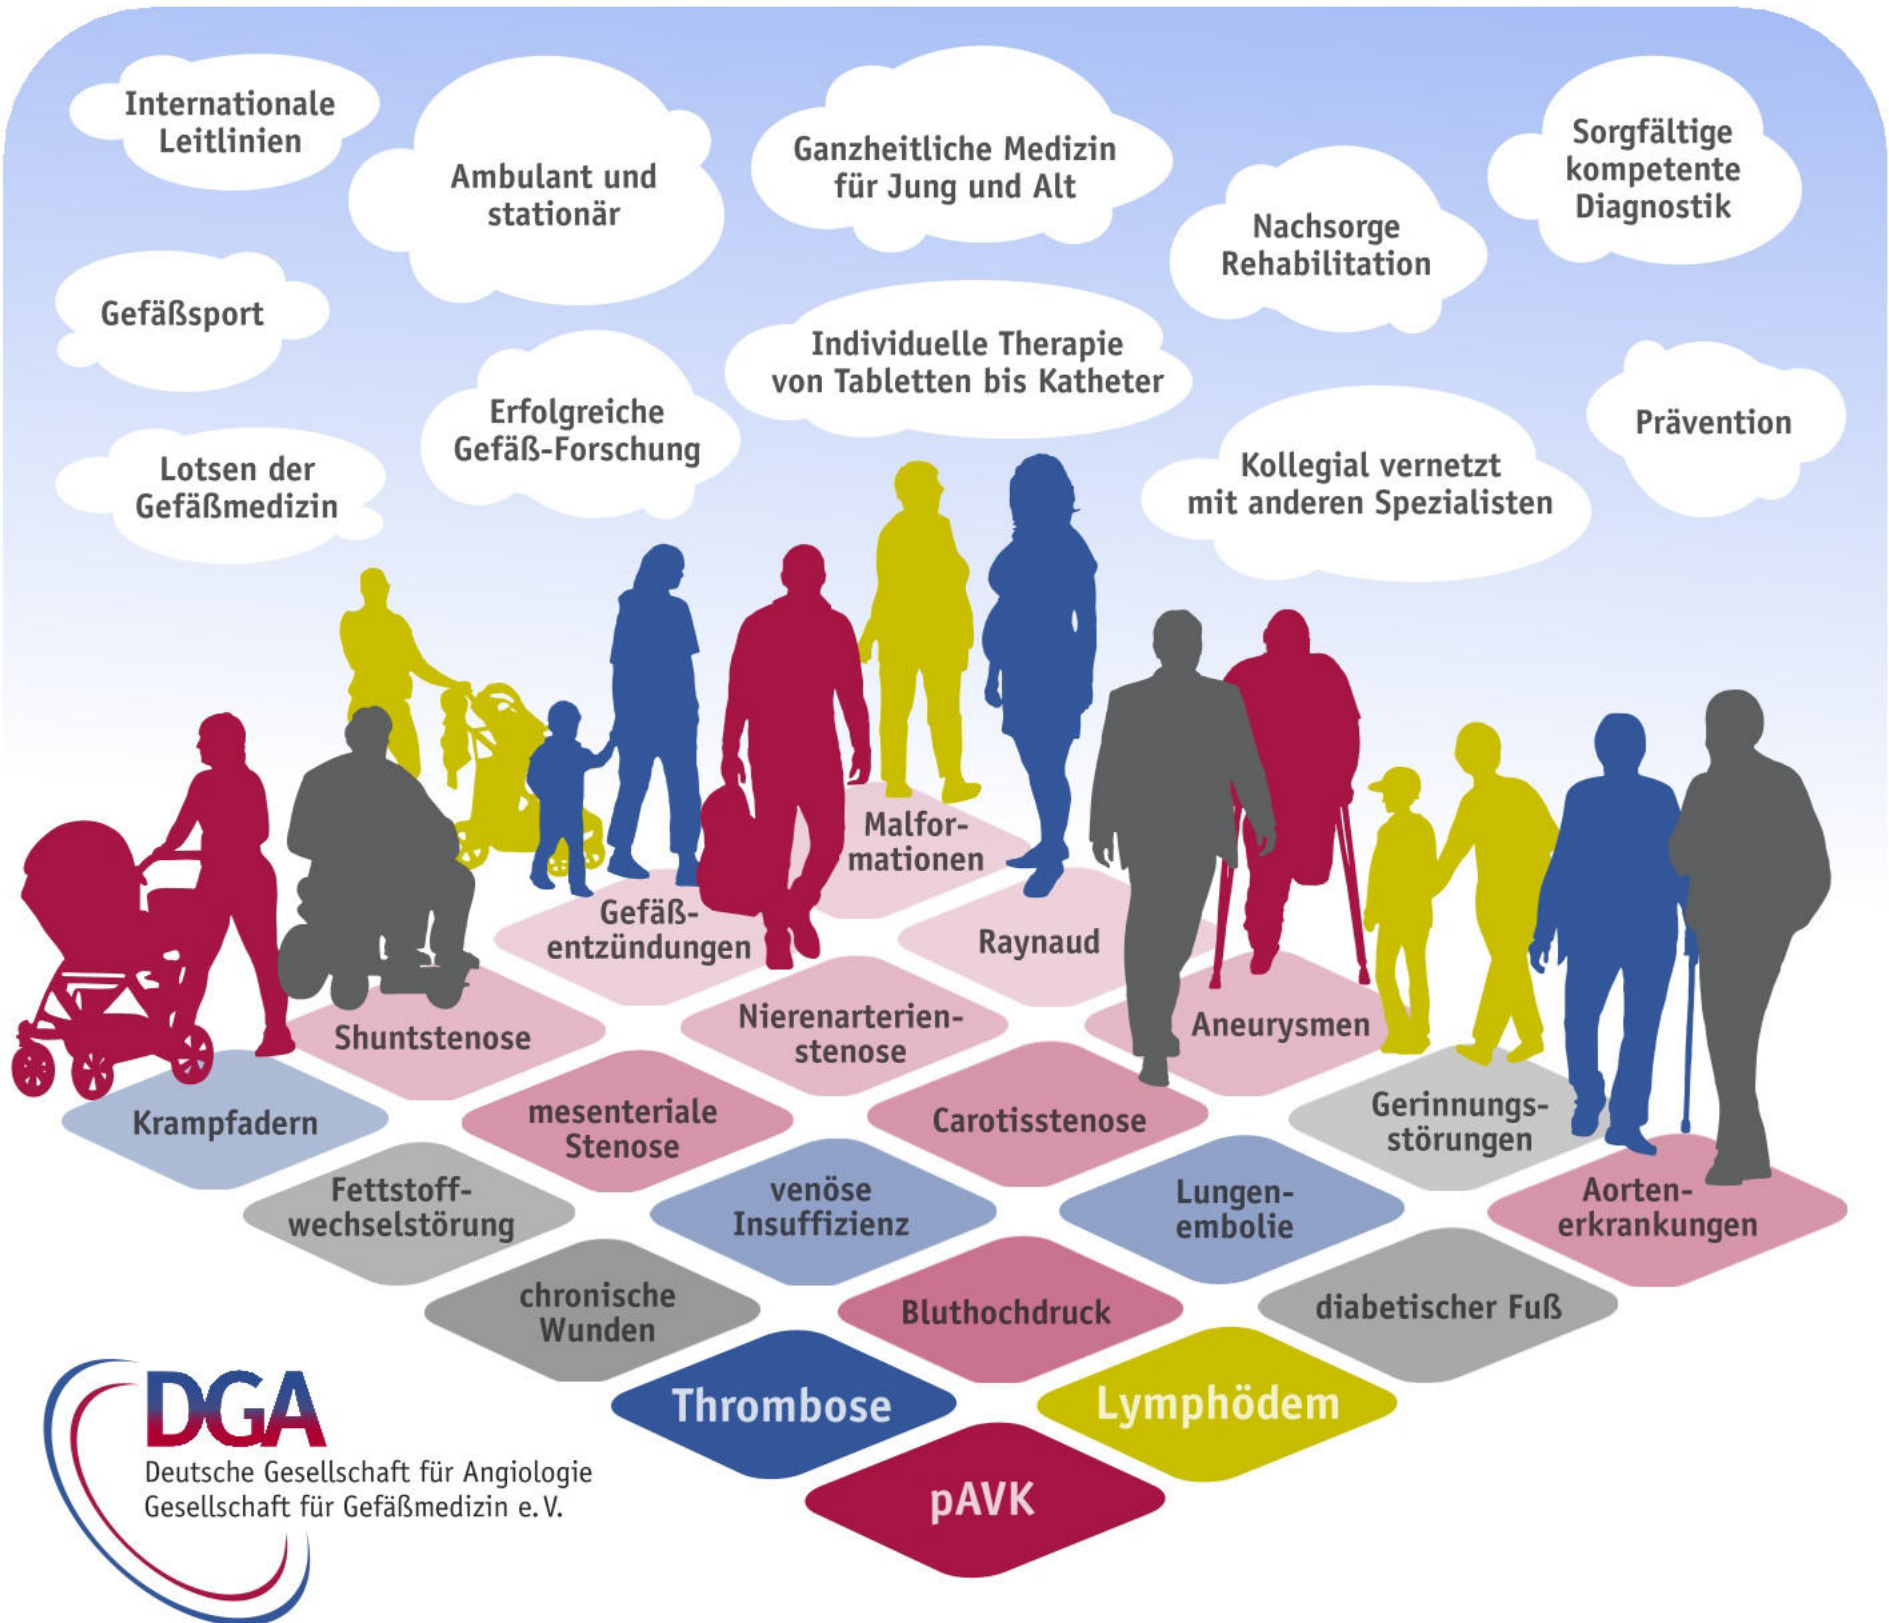 Internationale
Leitlinien
Ambulant und
stationär
Ganzheitliche Medizin
für Jung und Alt
Nachsorge
Rehabilitation
Sorgfältige
kompetente
Diagnostik
Gefäßsport
Erfolgreiche
Gefäß-Forschung
Individuelle Therapie
von Tabletten bis Katheter
Prävention
Lotsen der
Gefäßmedizin
Kollegial vernetzt
mit anderen Spezialisten
Malfor-
mationen
Gefäß-
entzündungen
Raynaud
Shuntstenose
Nierenarterien-
stenose
Aneurysmen
Krampfadern
mesenteriale
Stenose
Carotisstenose
Gerinnungs-
störungen
Fettstoff-
wechselstörung
venöse
Insuffizienz
Lungen-
embolie
Aorten-
erkrankungen
chronische
Wunden
Bluthochdruck
diabetischer Fuß
Thrombose
Lymphödem
pAVK
DGA
Deutsche Gesellschaft für Angiologie
Gesellschaft für Gefäßmedizin e. V.